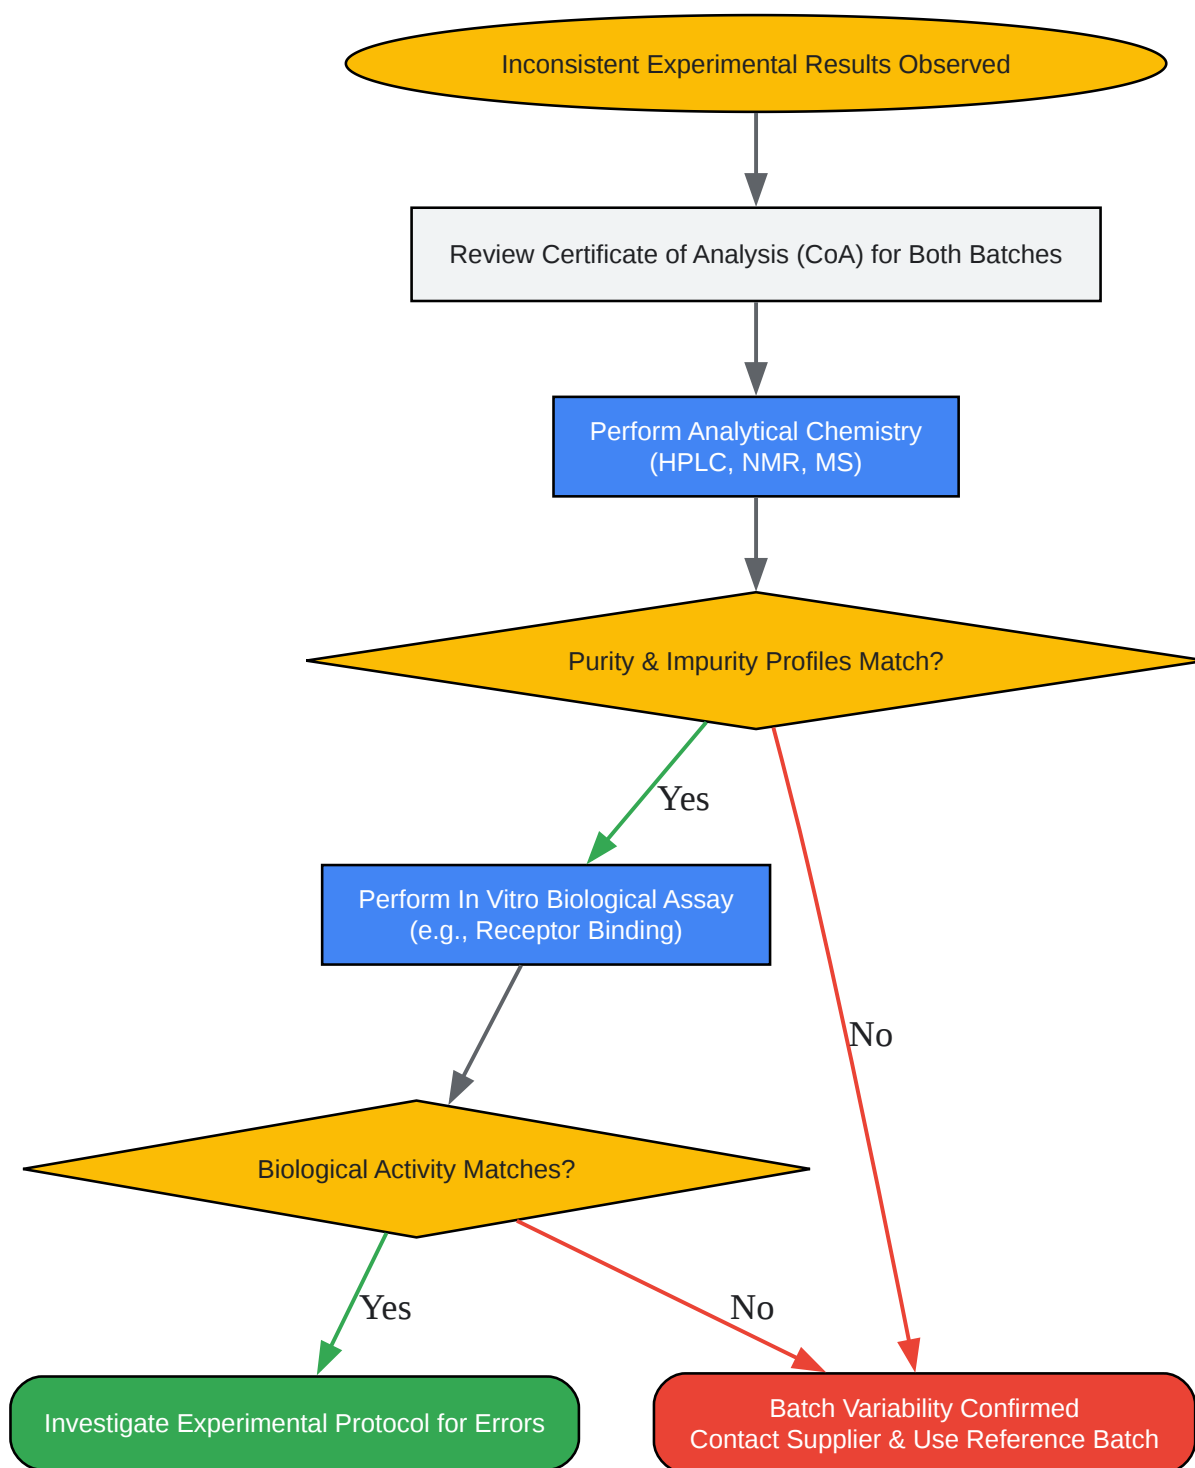 Inconsistent Experimental Results Observed
Review Certificate of Analysis (CoA) for Both Batches
Perform Analytical Chemistry
(HPLC, NMR, MS)
Purity & Impurity Profiles Match?
Yes
Perform In Vitro Biological Assay
(e.g., Receptor Binding)
No
Biological Activity Matches?
Yes
No
Investigate Experimental Protocol for Errors
Batch Variability Confirmed
Contact Supplier & Use Reference Batch